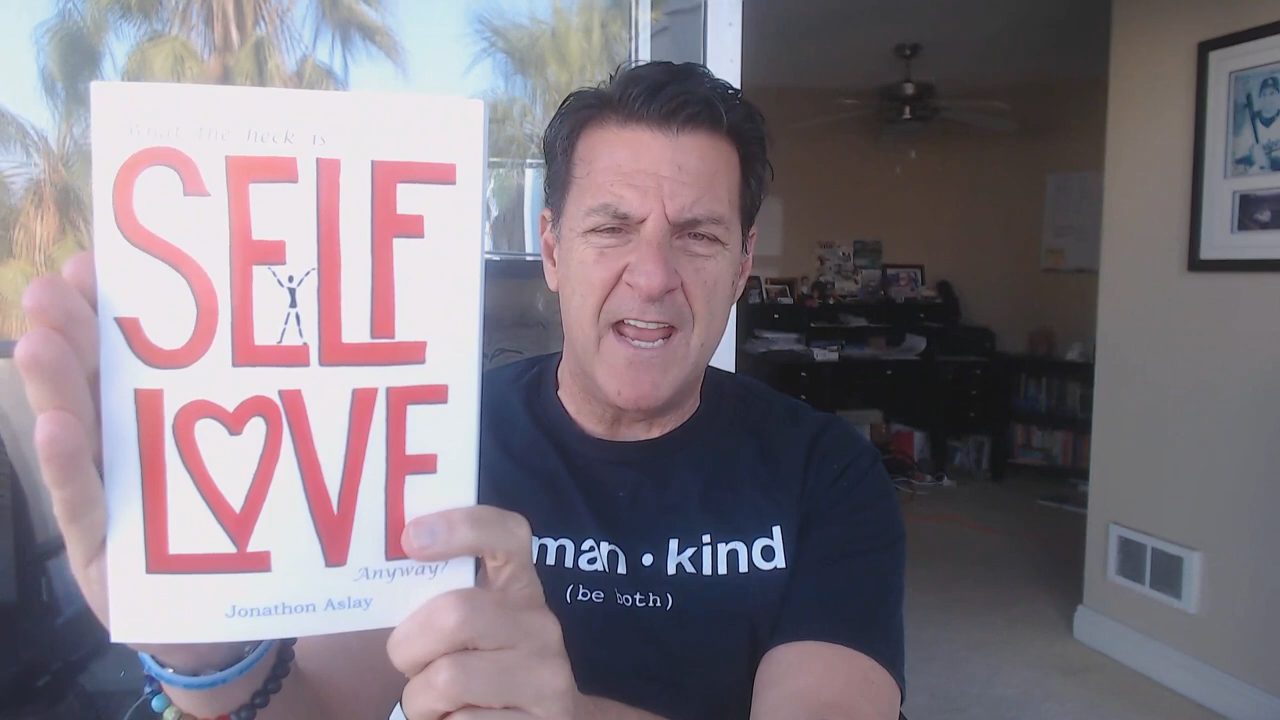 What the heck is
SELF
LOVE
Anyway?
Jonathon Aslay
man • kind
(be both)